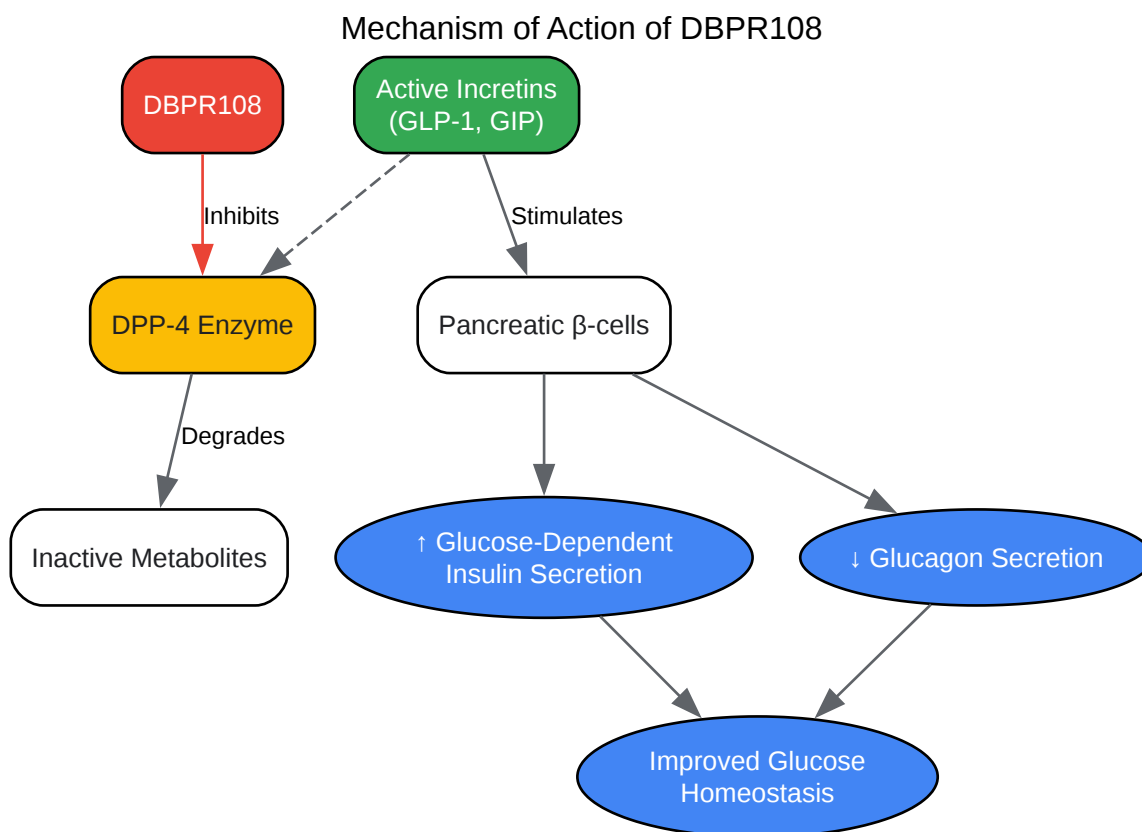 Mechanism of Action of DBPR108
DBPR108
Active Incretins
(GLP-1, GIP)
Inhibits
Stimulates
DPP-4 Enzyme
Pancreatic β-cells
Degrades
Inactive Metabolites
↑ Glucose-Dependent
Insulin Secretion
↓ Glucagon Secretion
Improved Glucose
Homeostasis